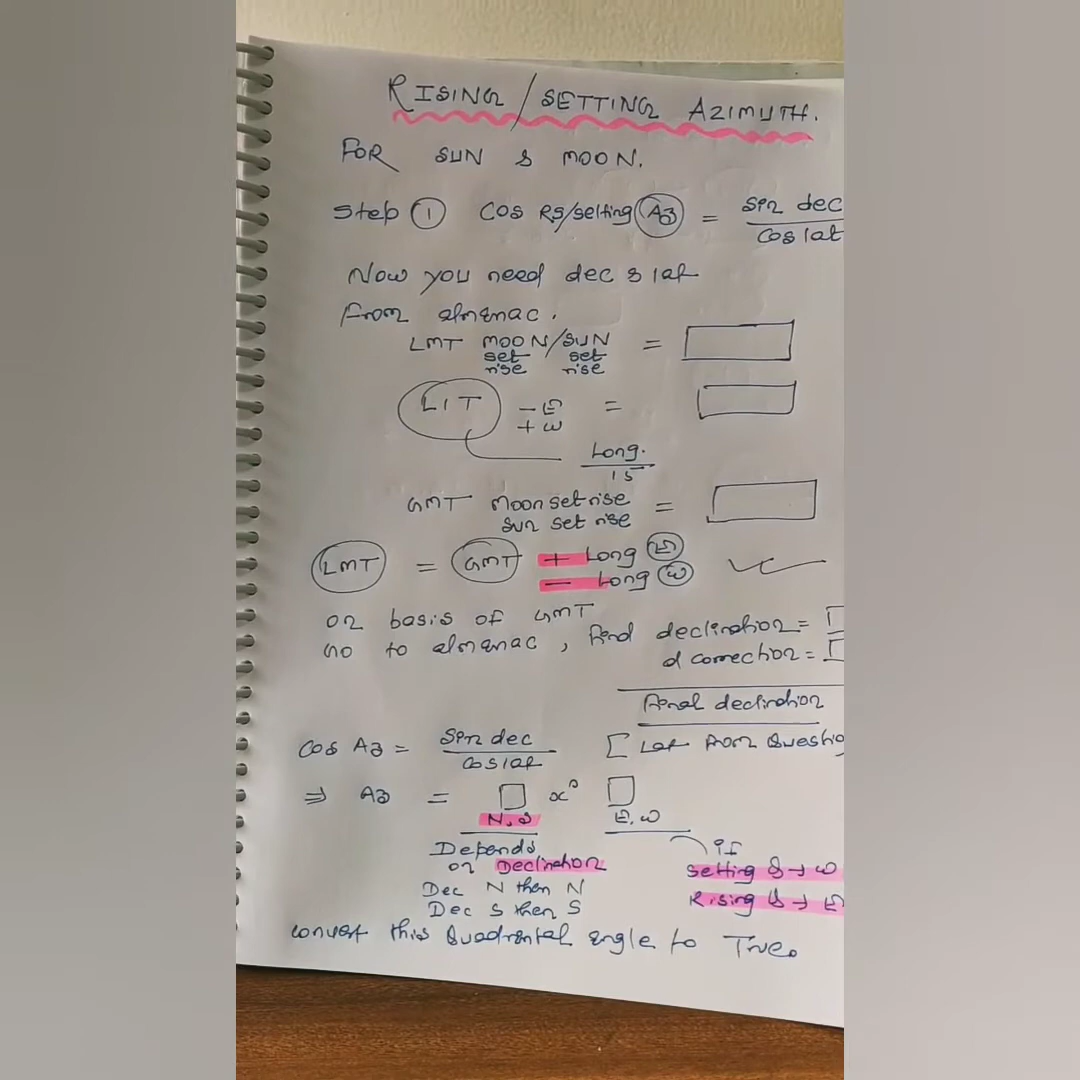 RISING / SETTING AZIMUTH.
FOR SUN & MOON.
Step 1 COS RS/setting Az = sin dec / cos lat
Now you need dec & lat
from almanac.
LMT MOON/SUN =
set set
rise rise
LIT - E =
+ W
Long.
15
GMT Moon set rise =
sun set rise
LMT = GMT + Long E
- Long W
on basis of GMT
Go to almanac, find declination =
d correction =
final declination
Cos Az = sin dec / cos lat [ Lat from Questio
⇒ Az = □ x° □
N, S E, W
Depends if
on Declination setting & → W
Dec N then N Rising & → E
Dec S then S
convert this Quadrantal angle to True.